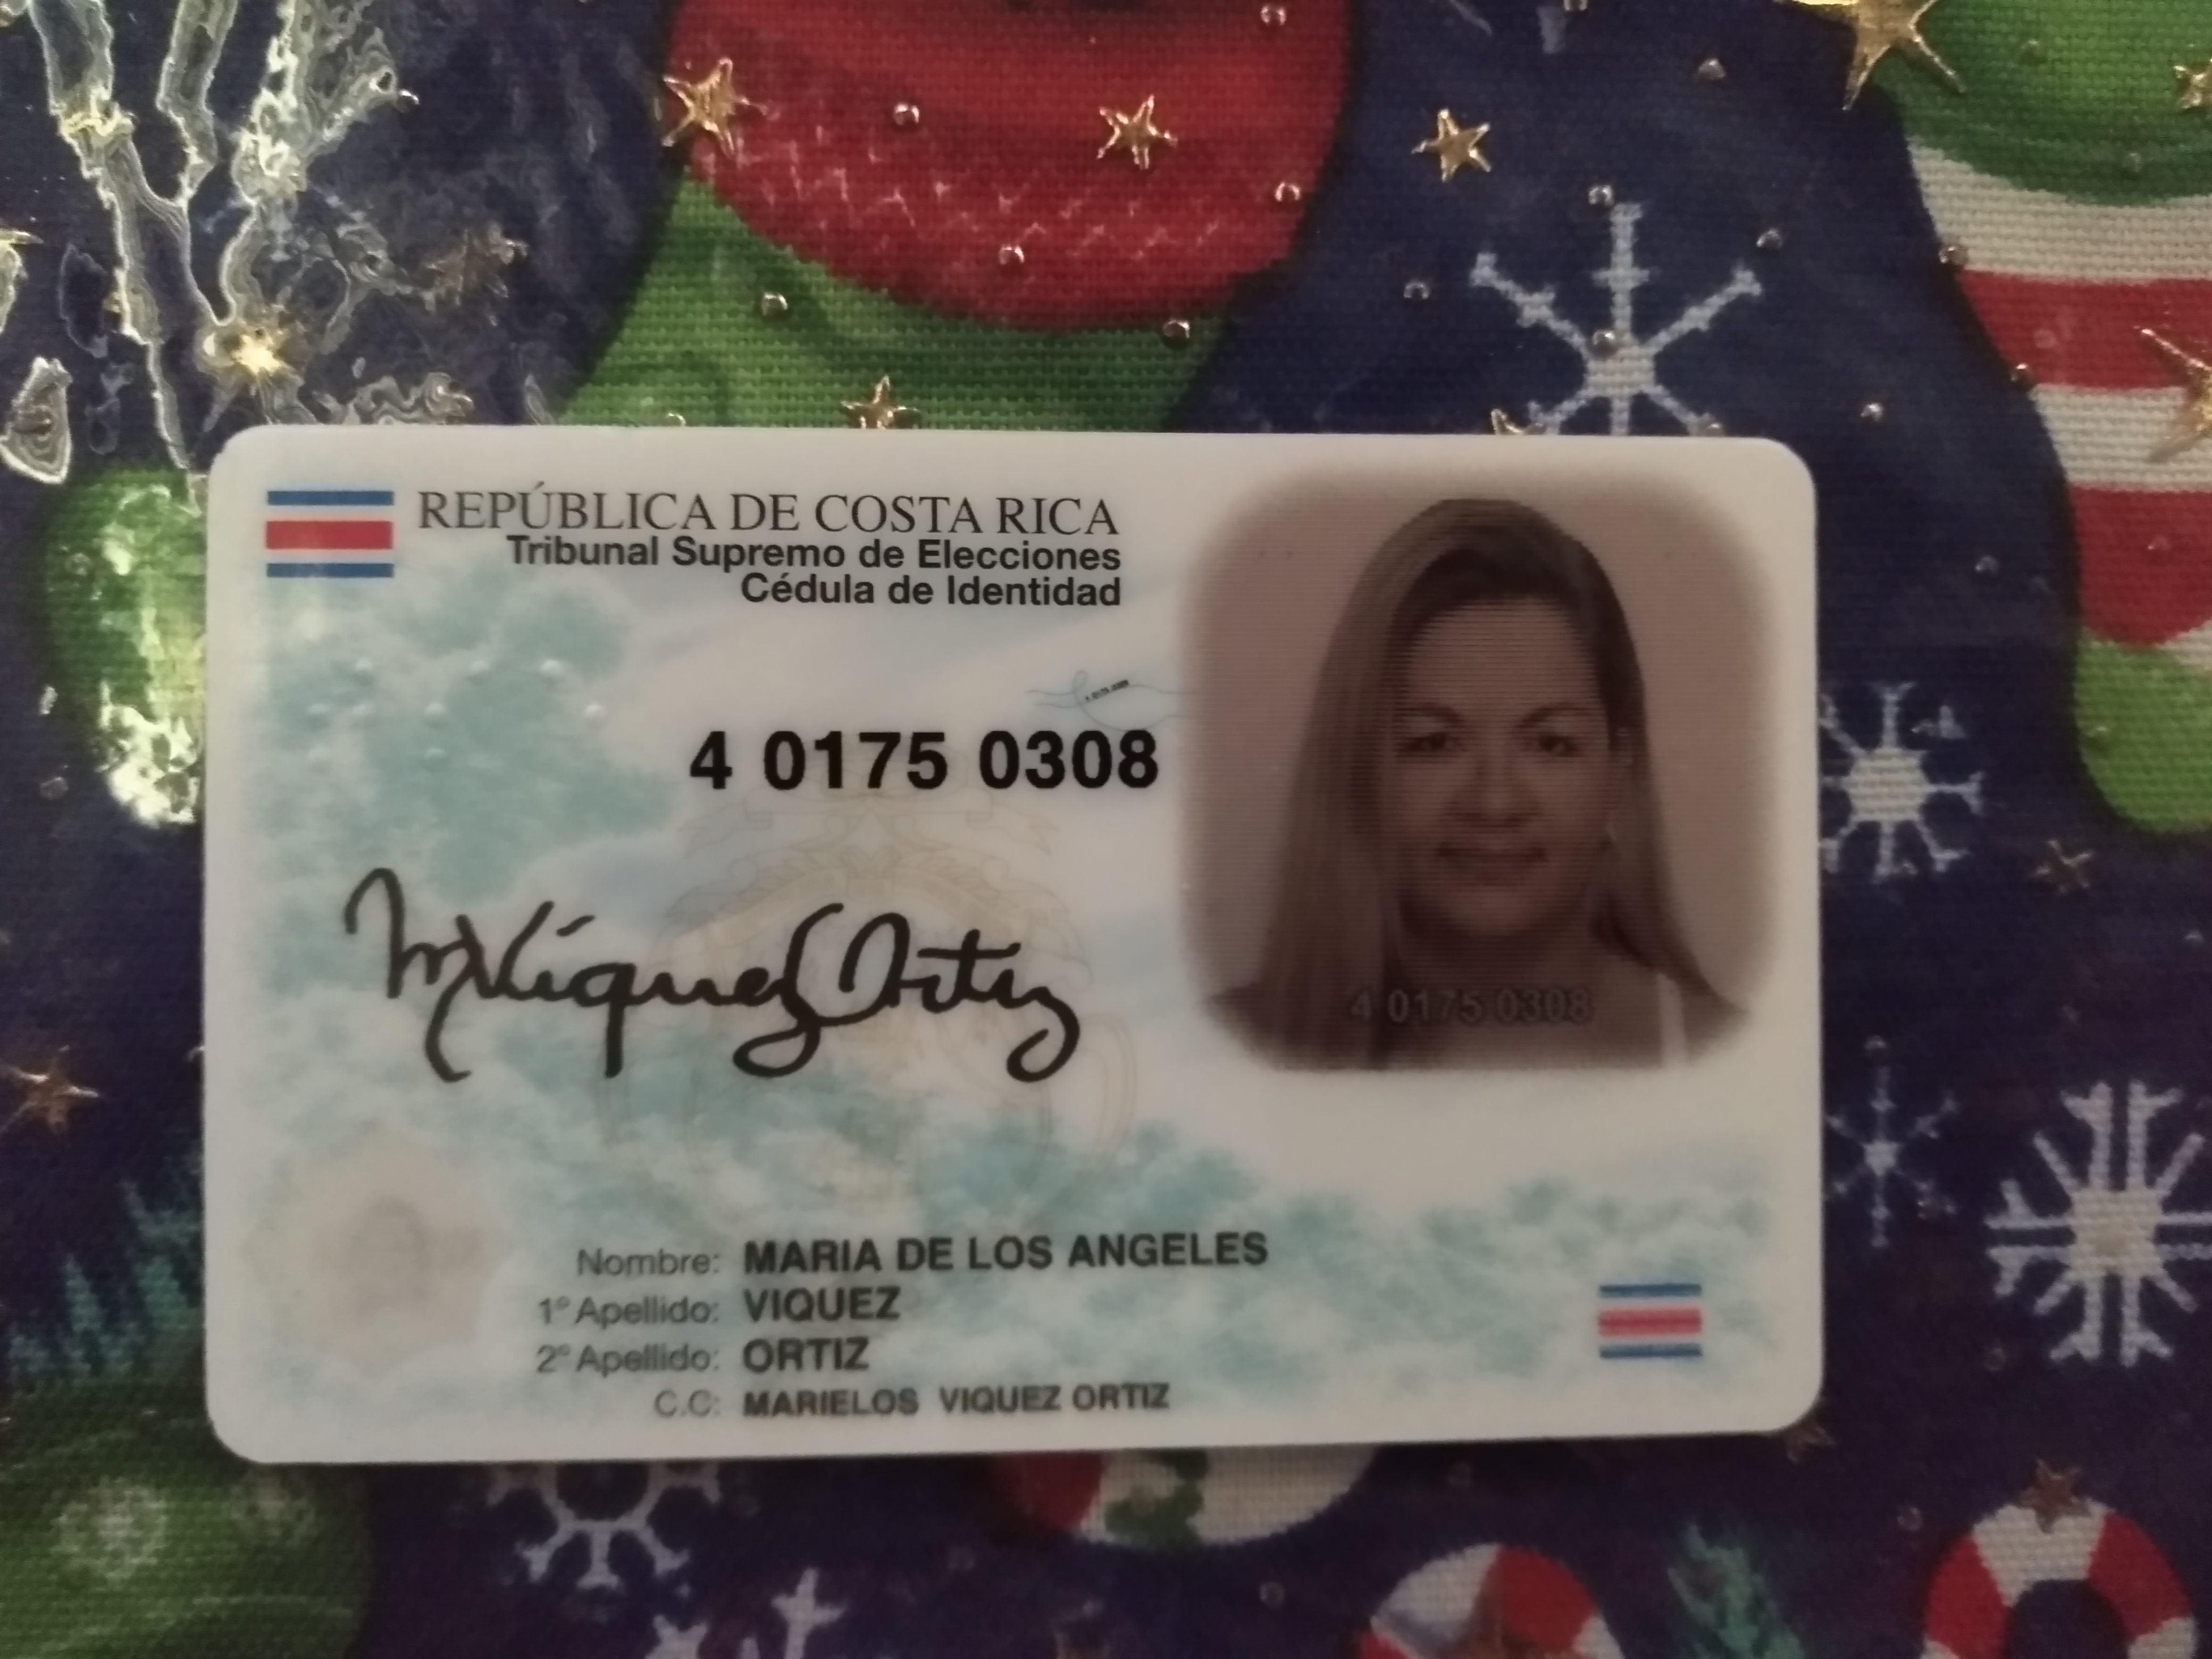 REPÚBLICA DE COSTA RICA
Tribunal Supremo de Elecciones
Cédula de Identidad
4 0175 0308
MVíquez Ortiz
4 0175 0308
Nombre: MARIA DE LOS ANGELES
1° Apellido: VIQUEZ
2° Apellido: ORTIZ
C.C: MARIELOS VIQUEZ ORTIZ